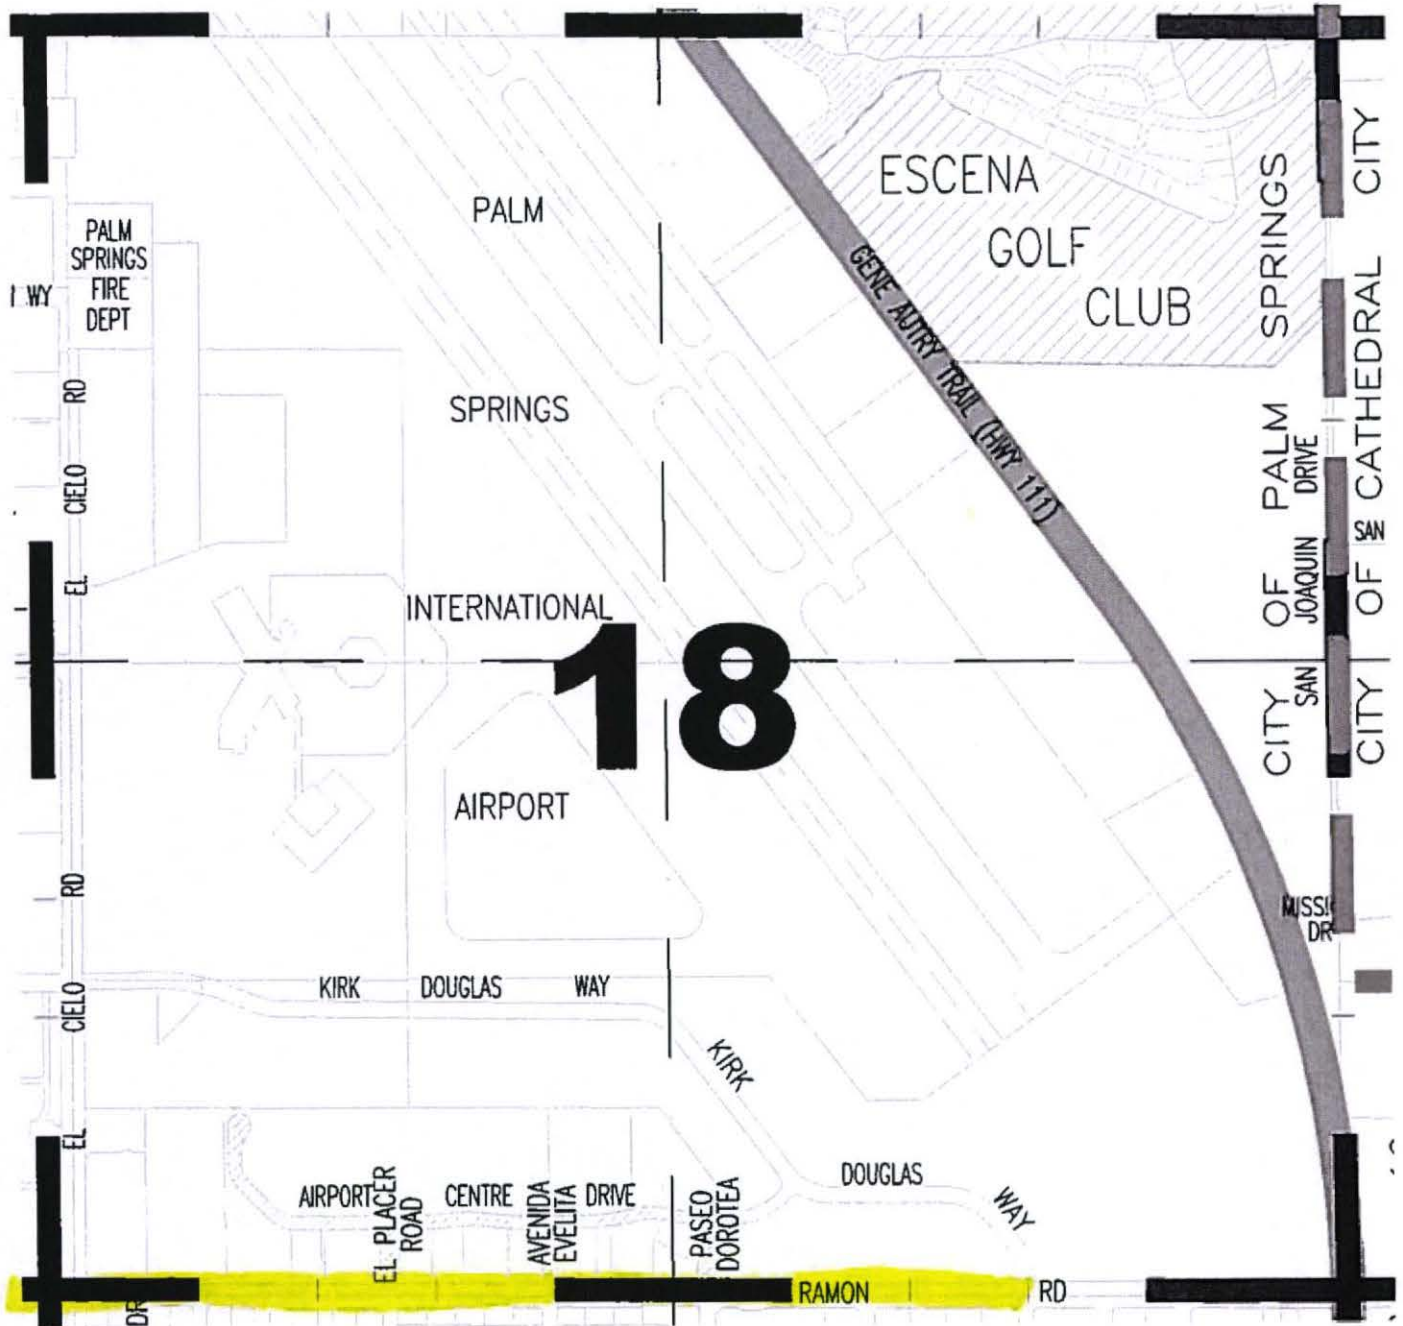 PALM
SPRINGS
FIRE
DEPT
WY
EL CIELO RD
EL CIELO RD
PALM
SPRINGS
INTERNATIONAL
AIRPORT
18
ESCENA
GOLF
CLUB
GENE AUTRY TRAIL (HWY 111)
CITY OF PALM SPRINGS
CITY OF CATHEDRAL CITY
SAN JOAQUIN DRIVE
SAN
MISSI
DR
KIRK DOUGLAS WAY
KIRK DOUGLAS WAY
AIRPORT CENTRE DRIVE
EL PLACER
ROAD
AVENIDA
EVELITA
PASEO
DOROTEA
RAMON RD
DR